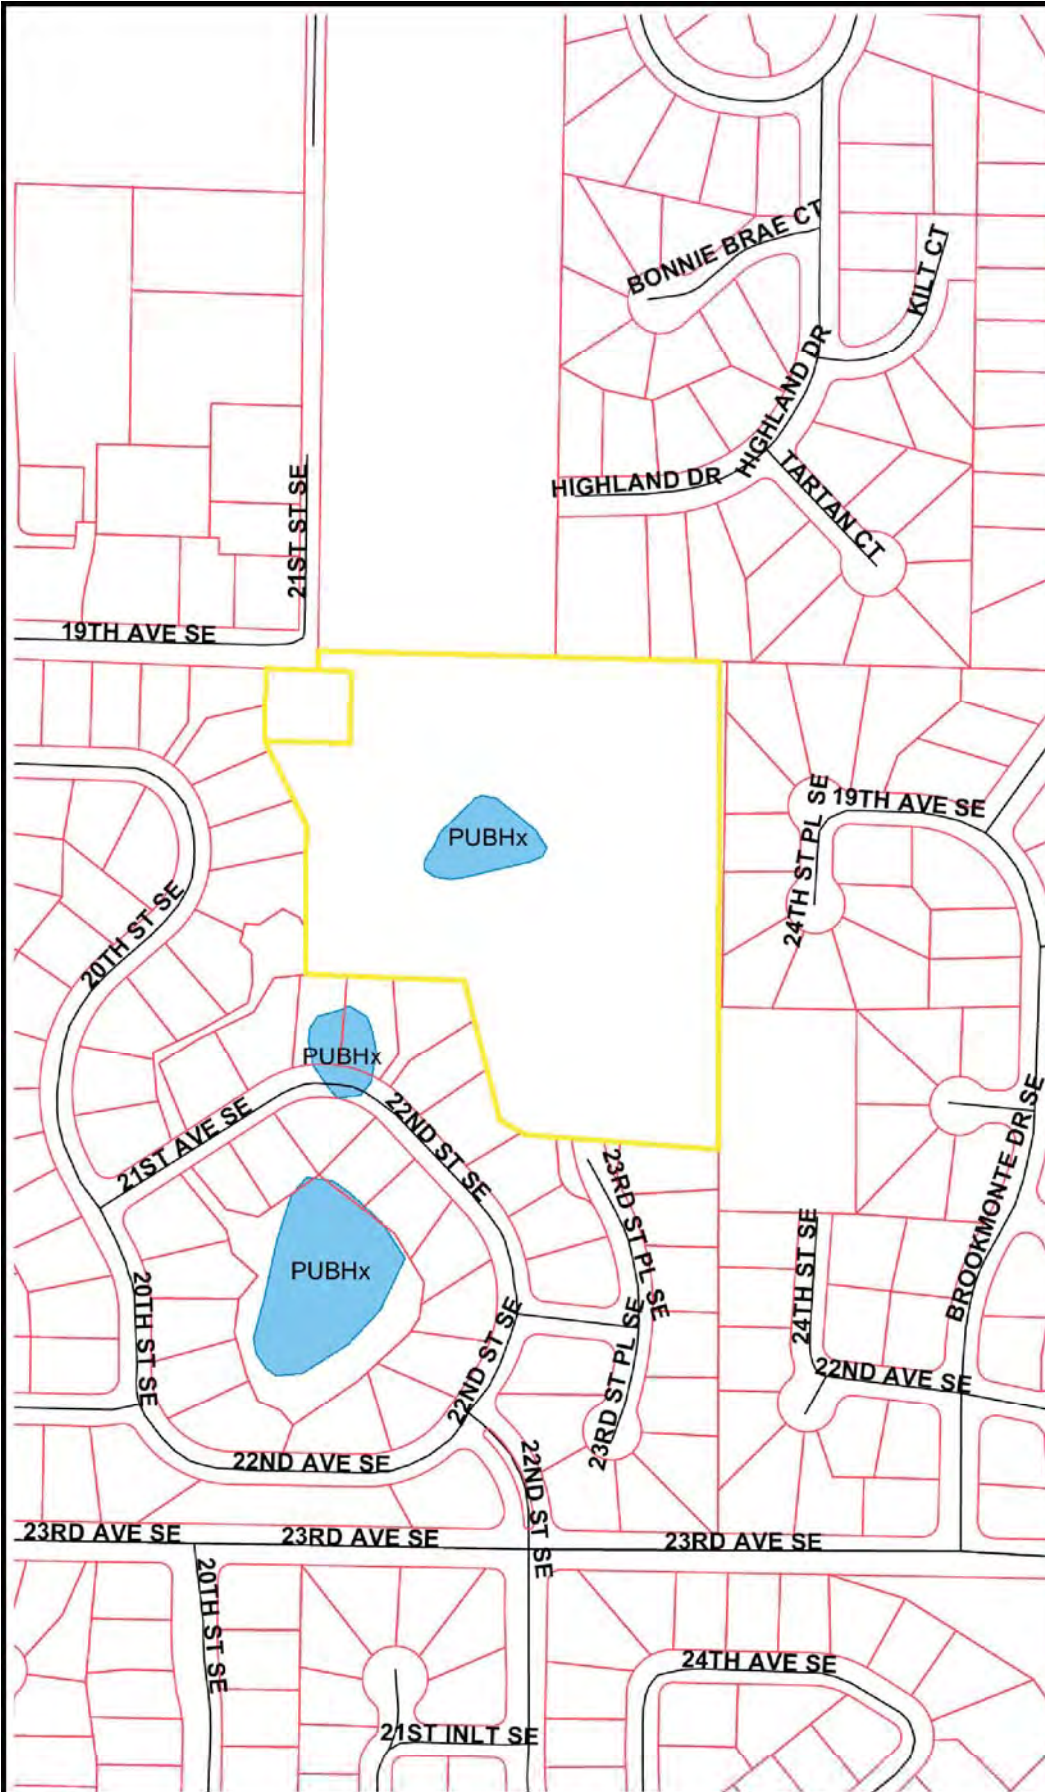 BONNIE BRAE CT
KILT CT
HIGHLAND DR
HIGHLAND DR
TARTAN CT
21ST ST SE
19TH AVE SE
PUBHx
19TH AVE SE
24TH ST PL SE
20TH ST SE
PUBHx
21ST AVE SE
22ND ST SE
23RD ST PL SE
BROOKMONTE DR SE
24TH ST SE
PUBHx
20TH ST SE
22ND ST SE
23RD ST PL SE
22ND AVE SE
22ND AVE SE
22ND ST SE
23RD AVE SE
23RD AVE SE
23RD AVE SE
20TH ST SE
24TH AVE SE
21ST INLT SE